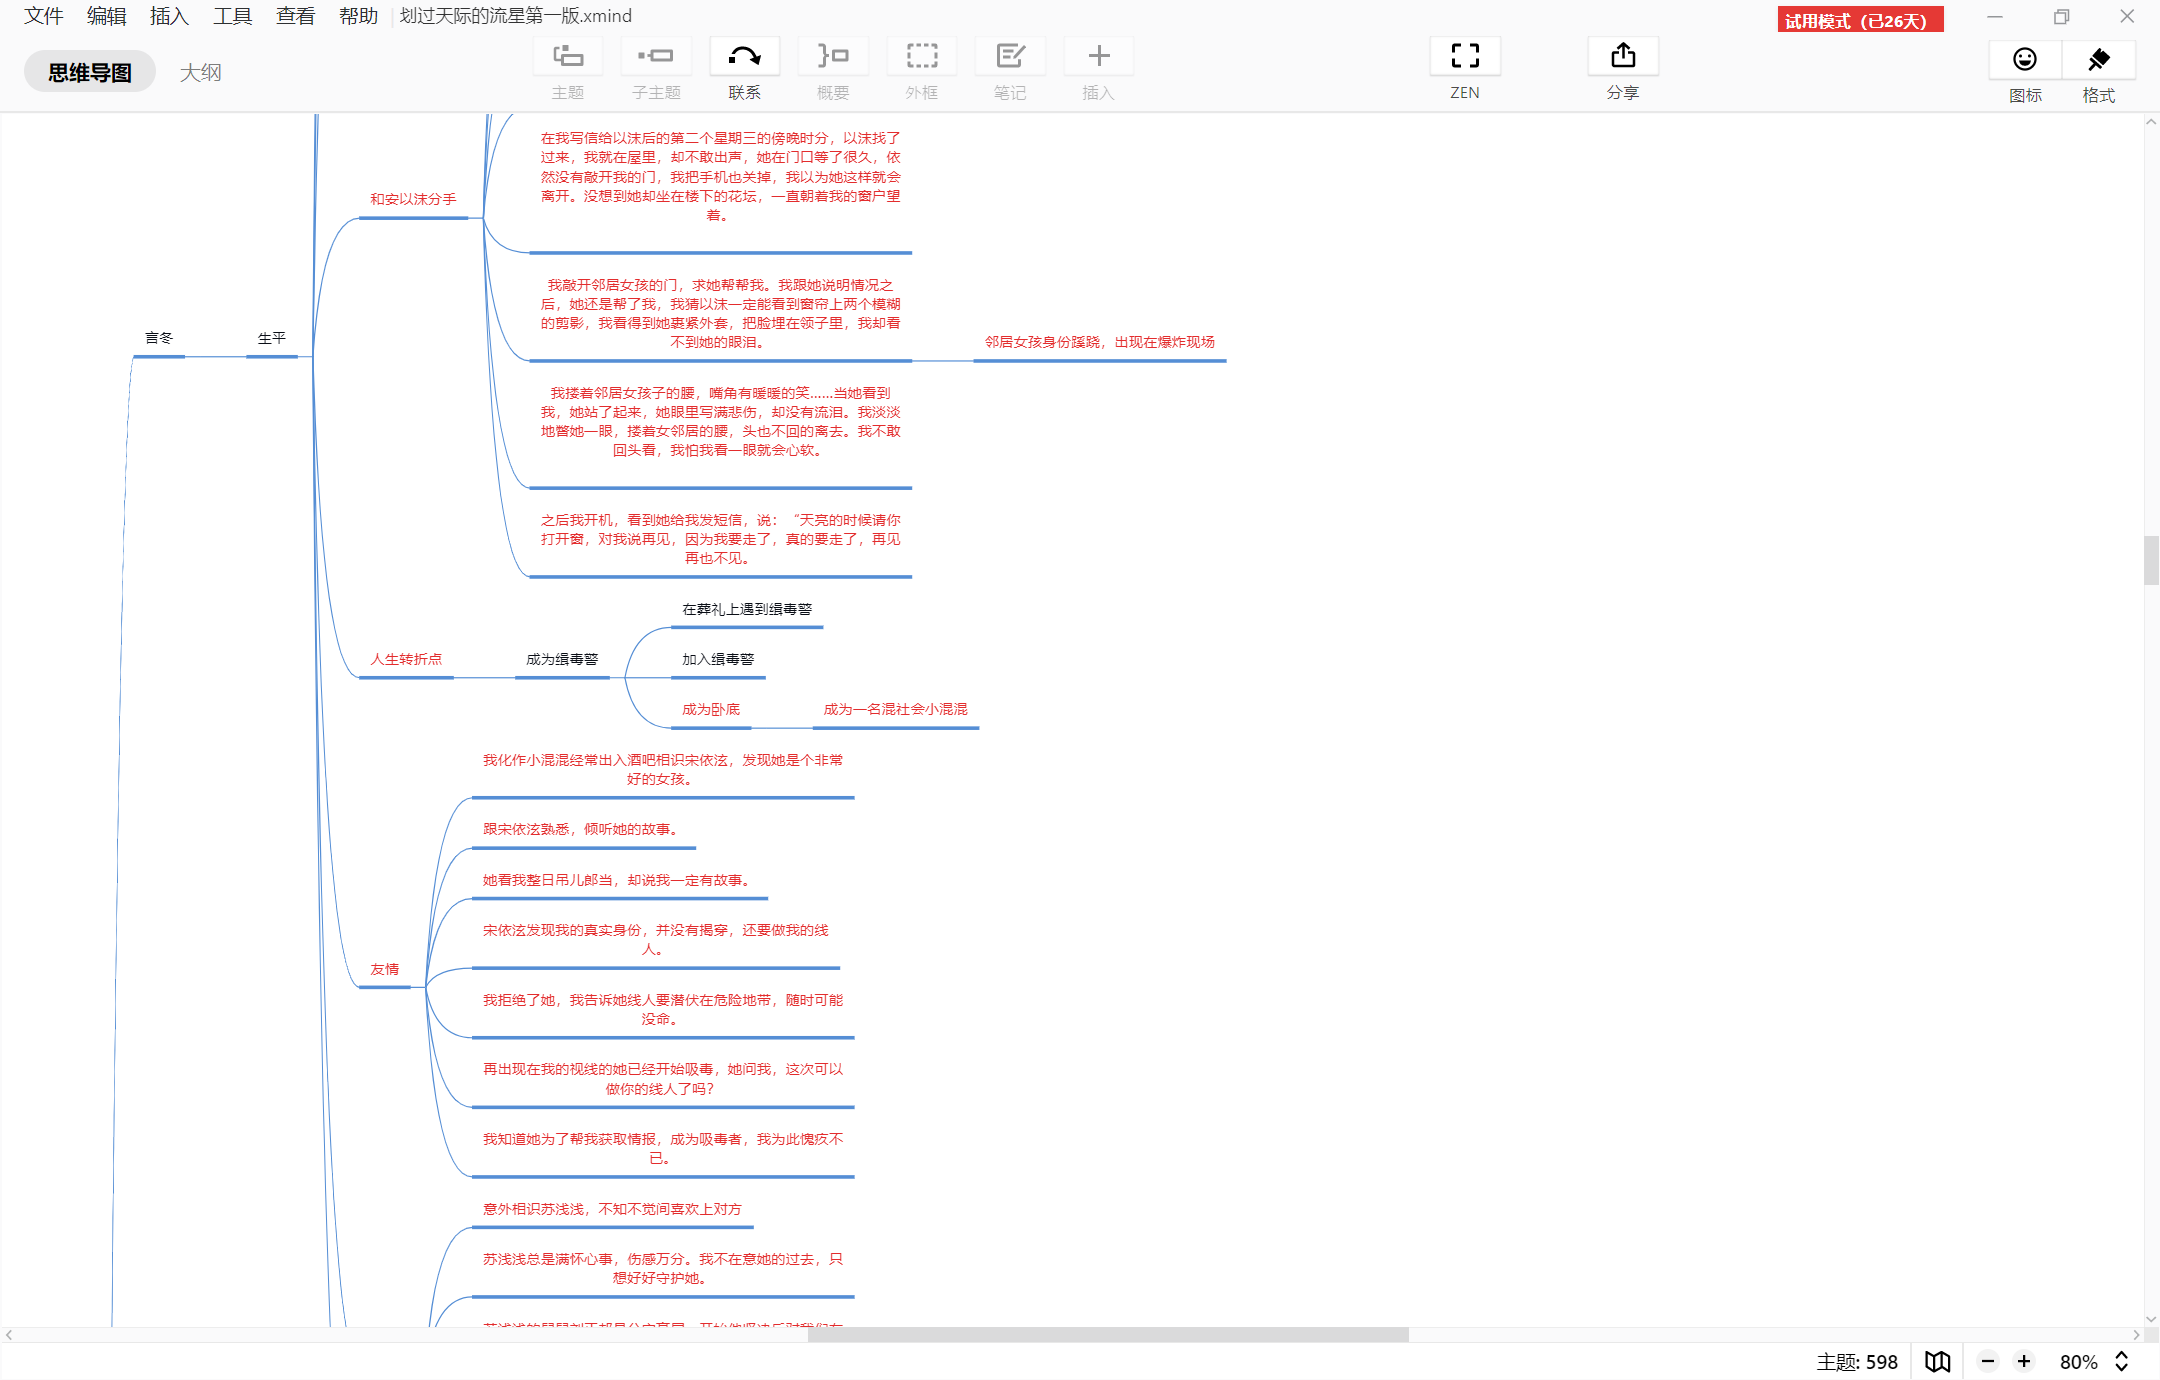 文件 编辑 插入 工具 查看 帮助 划过天际的流星第一版.xmind
试用模式（已26天）
思维导图 大纲
主题 子主题 联系 概要 外框 笔记 插入 ZEN 分享 图标 格式
在我写信给以沫后的第二个星期三的傍晚时分，以沫找了
过来，我就在屋里，却不敢出声，她在门口等了很久，依
然没有敲开我的门，我把手机也关掉，我以为她这样就会
离开。没想到她却坐在楼下的花坛，一直朝着我的窗户望
着。
和安以沫分手
我敲开邻居女孩的门，求她帮帮我。我跟她说明情况之
后，她还是帮了我，我猜以沫一定能看到窗帘上两个模糊
的剪影，我看得到她裹紧外套，把脸埋在领子里，我却看
不到她的眼泪。
邻居女孩身份蹊跷，出现在爆炸现场
言冬
生平
我搂着邻居女孩子的腰，嘴角有暖暖的笑......当她看到
我，她站了起来，她眼里写满悲伤，却没有流泪。我淡淡
地瞥她一眼，搂着女邻居的腰，头也不回的离去。我不敢
回头看，我怕我看一眼就会心软。
之后我开机，看到她给我发短信，说：“天亮的时候请你
打开窗，对我说再见，因为我要走了，真的要走了，再见
再也不见。
在葬礼上遇到缉毒警
人生转折点
成为缉毒警
加入缉毒警
成为卧底
成为一名混社会小混混
我化作小混混经常出入酒吧相识宋依泫，发现她是个非常
好的女孩。
跟宋依泫熟悉，倾听她的故事。
她看我整日吊儿郎当，却说我一定有故事。
宋依泫发现我的真实身份，并没有揭穿，还要做我的线
人。
友情
我拒绝了她，我告诉她线人要潜伏在危险地带，随时可能
没命。
再出现在我的视线的她已经开始吸毒，她问我，这次可以
做你的线人了吗？
我知道她为了帮我获取情报，成为吸毒者，我为此愧疚不
已。
意外相识苏浅浅，不知不觉间喜欢上对方
苏浅浅总是满怀心事，伤感万分。我不在意她的过去，只
想好好守护她。
主题: 598
80%